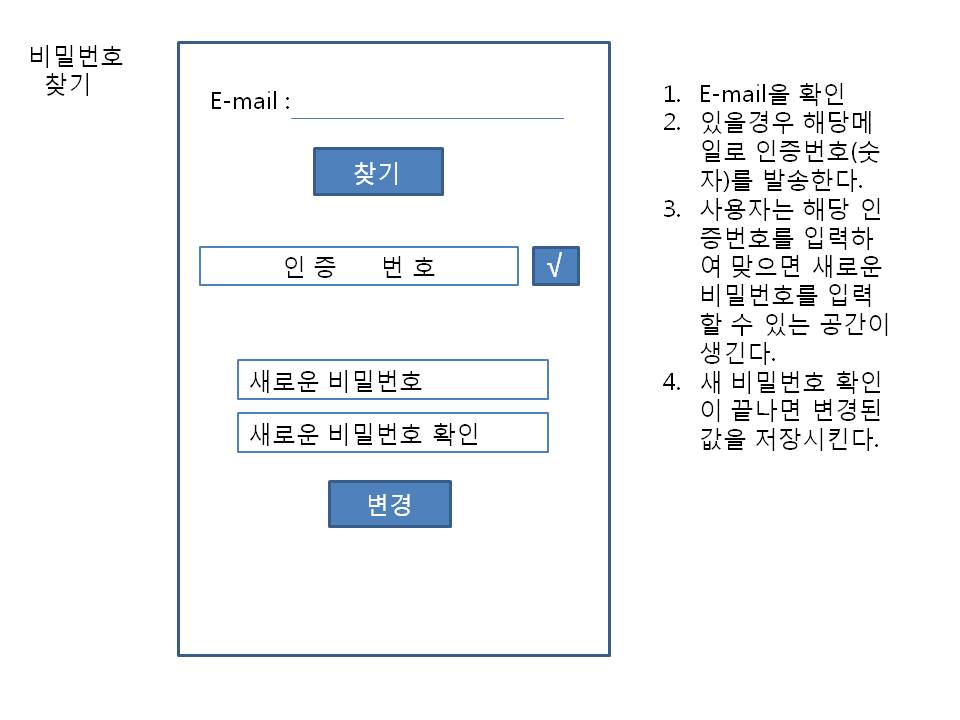 비밀번호
찾기
E-mail :
찾기
인 증 번 호
√
새로운 비밀번호
새로운 비밀번호 확인
변경
1. E-mail을 확인
2. 있을경우 해당메
일로 인증번호(숫
자)를 발송한다.
3. 사용자는 해당 인
증번호를 입력하
여 맞으면 새로운
비밀번호를 입력
할 수 있는 공간이
생긴다.
4. 새 비밀번호 확인
이 끝나면 변경된
값을 저장시킨다.